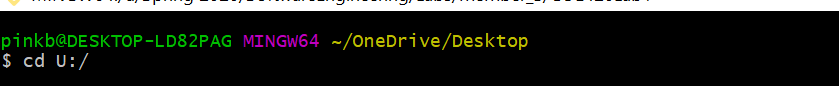 pinkb@DESKTOP-LD82PAG MINGW64 ~/OneDrive/Desktop
$ cd U:/